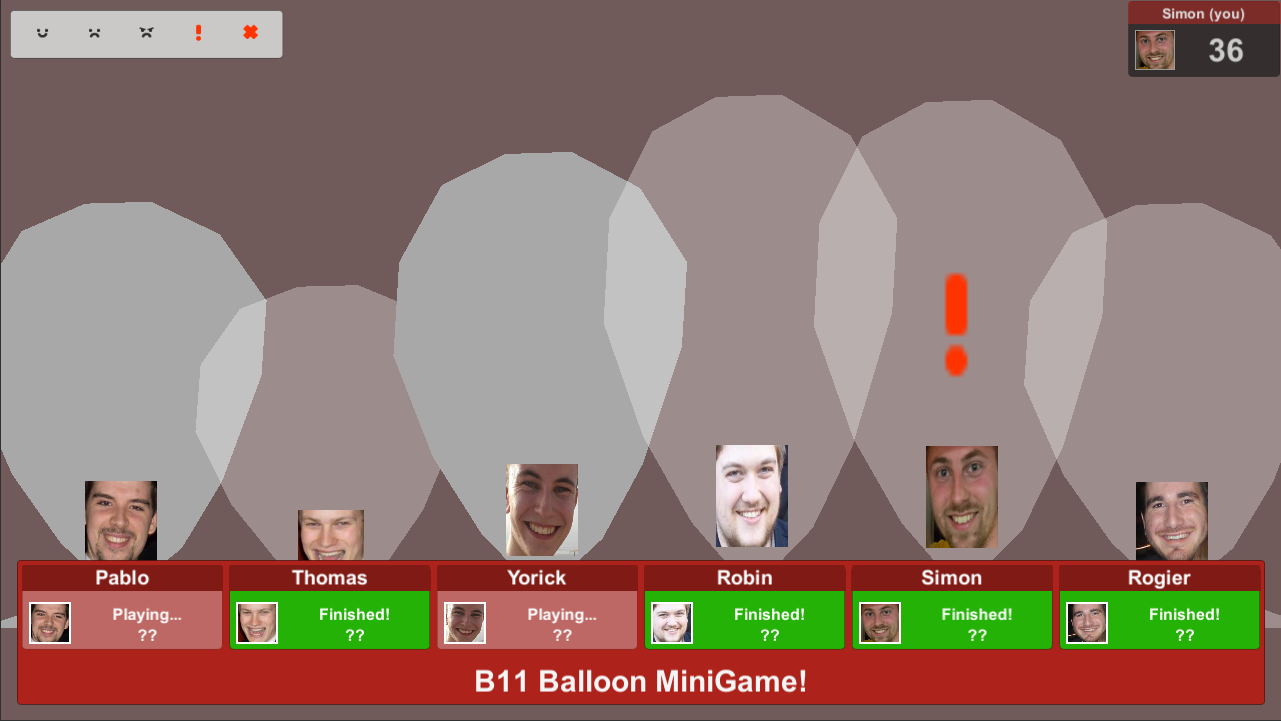 Simon (you)
36
Pablo
Thomas
Yorick
Robin
Simon
Rogier
Playing...
??
Finished!
??
Playing...
??
Finished!
??
Finished!
??
Finished!
??
B11 Balloon MiniGame!